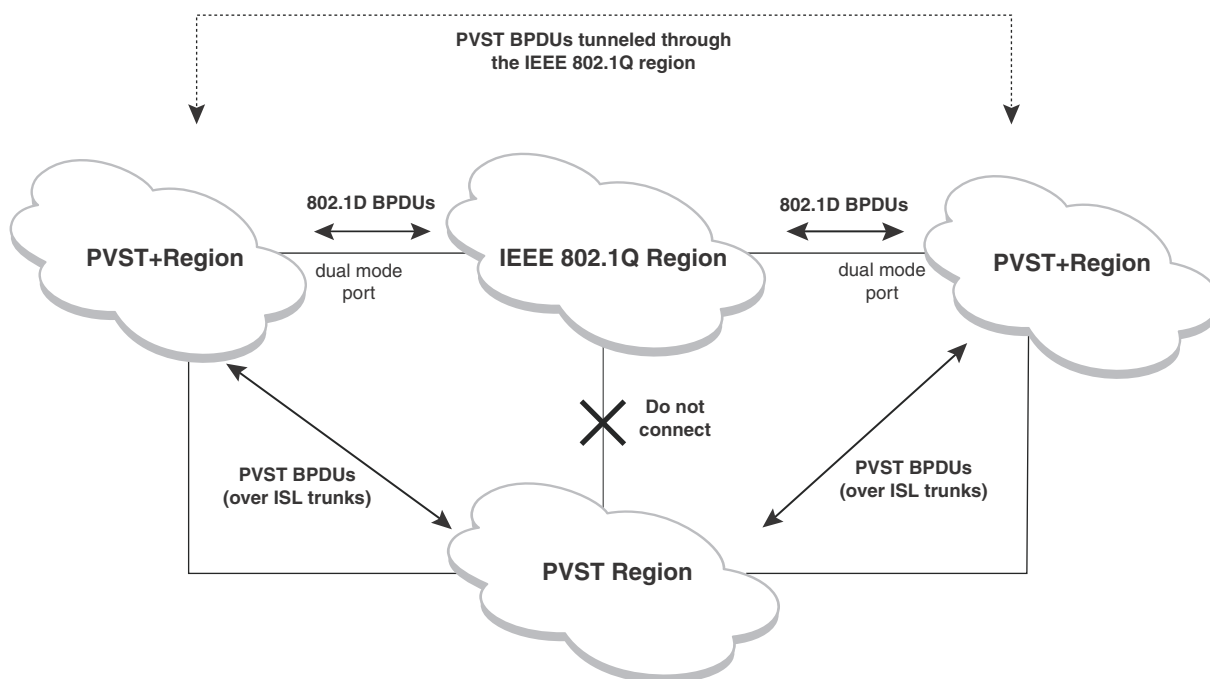 PVST BPDUs tunneled through
the IEEE 802.1Q region
802.1D BPDUs
802.1D BPDUs
PVST+Region
IEEE 802.1Q Region
PVST+Region
dual mode
port
dual mode
port
Do not
connect
PVST BPDUs
(over ISL trunks)
PVST BPDUs
(over ISL trunks)
PVST Region